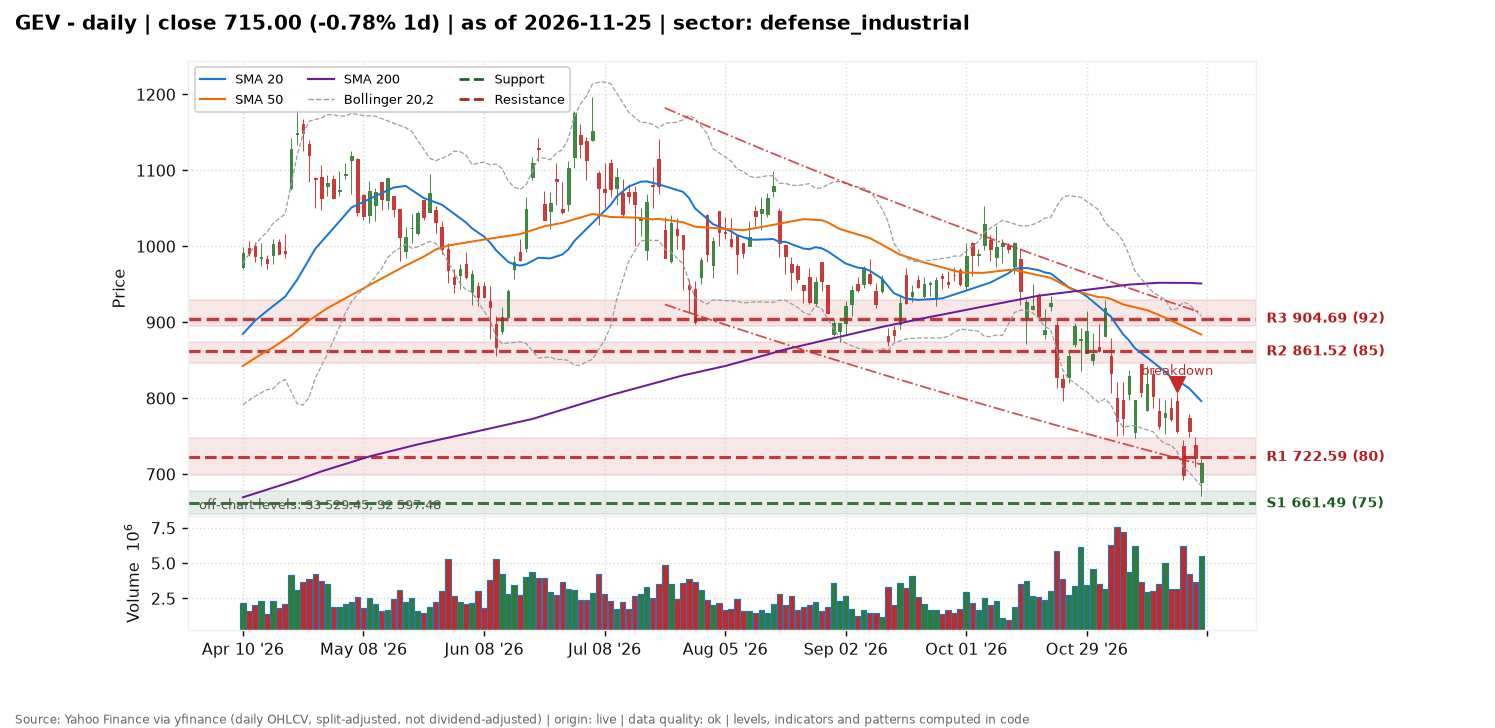 GEV - daily | close 715.00 (-0.78% 1d) | as of 2026-11-25 | sector: defense_industrial
SMA 20
SMA 50
SMA 200
Bollinger 20,2
Support
Resistance
Price
1200
1100
1000
900
800
700
R3 904.69 (92)
R2 861.52 (85)
breakdown
R1 722.59 (80)
S1 661.49 (75)
off-chart levels: S3 529.45, S2 597.48
Volume 10⁶
7.5
5.0
2.5
Apr 10 '26
May 08 '26
Jun 08 '26
Jul 08 '26
Aug 05 '26
Sep 02 '26
Oct 01 '26
Oct 29 '26
Source: Yahoo Finance via yfinance (daily OHLCV, split-adjusted, not dividend-adjusted) | origin: live | data quality: ok | levels, indicators and patterns computed in code